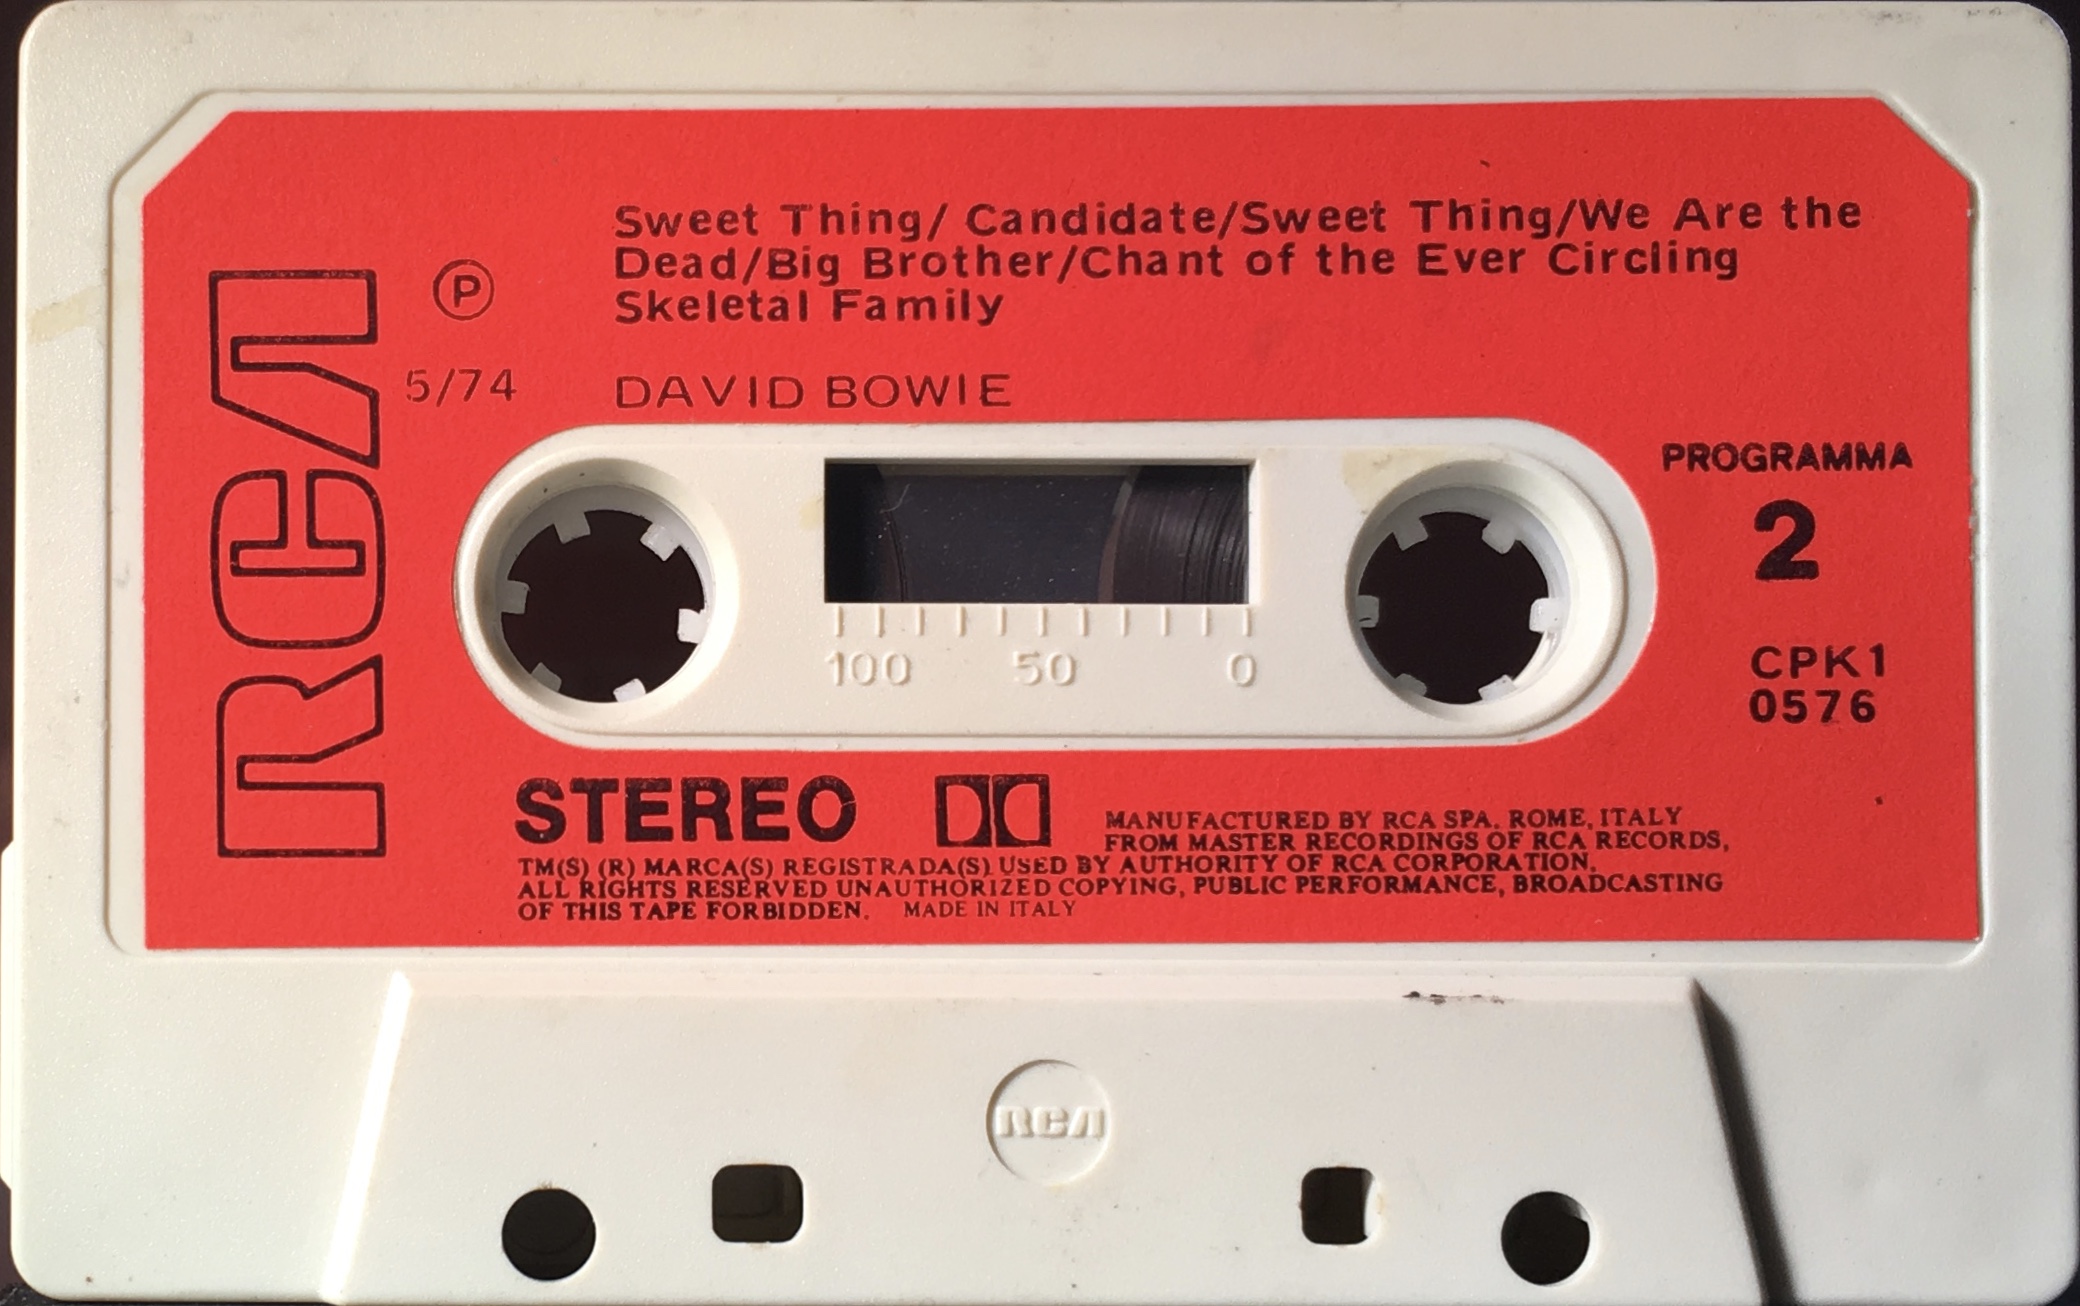 Sweet Thing/ Candidate/Sweet Thing/We Are the
Dead/Big Brother/Chant of the Ever Circling
Skeletal Family
RCA
Ⓟ
5/74
DAVID BOWIE
PROGRAMMA
2
CPK1
0576
100 50 0
STEREO
MANUFACTURED BY RCA SPA. ROME, ITALY
FROM MASTER RECORDINGS OF RCA RECORDS,
TM(S) (R) MARCA(S) REGISTRADA(S) USED BY AUTHORITY OF RCA CORPORATION,
ALL RIGHTS RESERVED UNAUTHORIZED COPYING, PUBLIC PERFORMANCE, BROADCASTING
OF THIS TAPE FORBIDDEN. MADE IN ITALY
RCA